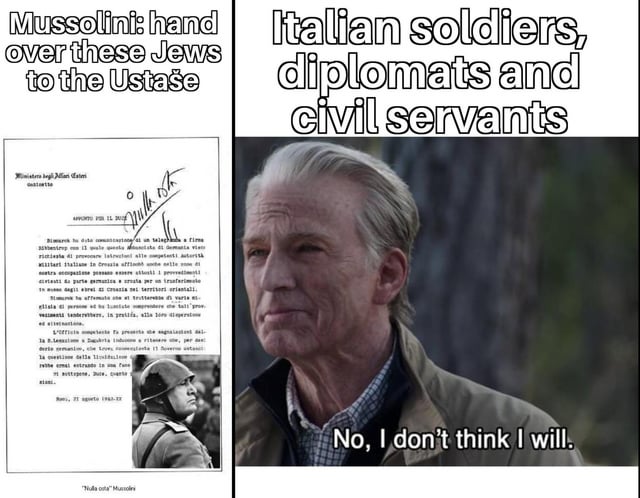 Mussolini: hand
over these Jews
to the Ustaše
Italian soldiers,
diplomats and
civil servants
Ministero degli Affari Esteri
GABINETTO
nulla osta
APPUNTO PER IL DUCE
Bismarck ha dato comunicazione di un telegramma a firma
Ribbentrop con il quale questa Ambasciata di Germania viene
richiesta di provocare istruzioni alle competenti Autorità
militari italiane in Croazia affinché anche nelle zone di
nostra occupazione possano essere attuati i provvedimenti
divisati da parte germanica e croata per un trasferimento
in massa degli ebrei di Croazia nei territori orientali.
Bismarck ha affermato che si tratterebbe di varie mi-
gliaia di persone ed ha lasciato comprendere che tali prov-
vedimenti tenderebbero, in pratica, alla loro dispersione
ed eliminazione.
L'Ufficio competente fa presente che segnalazioni dal-
la R.Legazione a Zagabria inducono a ritenere che, per desi
derio germanico, che trova consenziente il Governo ustascia
la questione della liquidazione
rebbe ormai entrando in una fase
Si sottopone, Duce, quanto
sioni.
Roma, 21 agosto 1942-XX
"Nulla osta" Mussolini
No, I don't think I will.